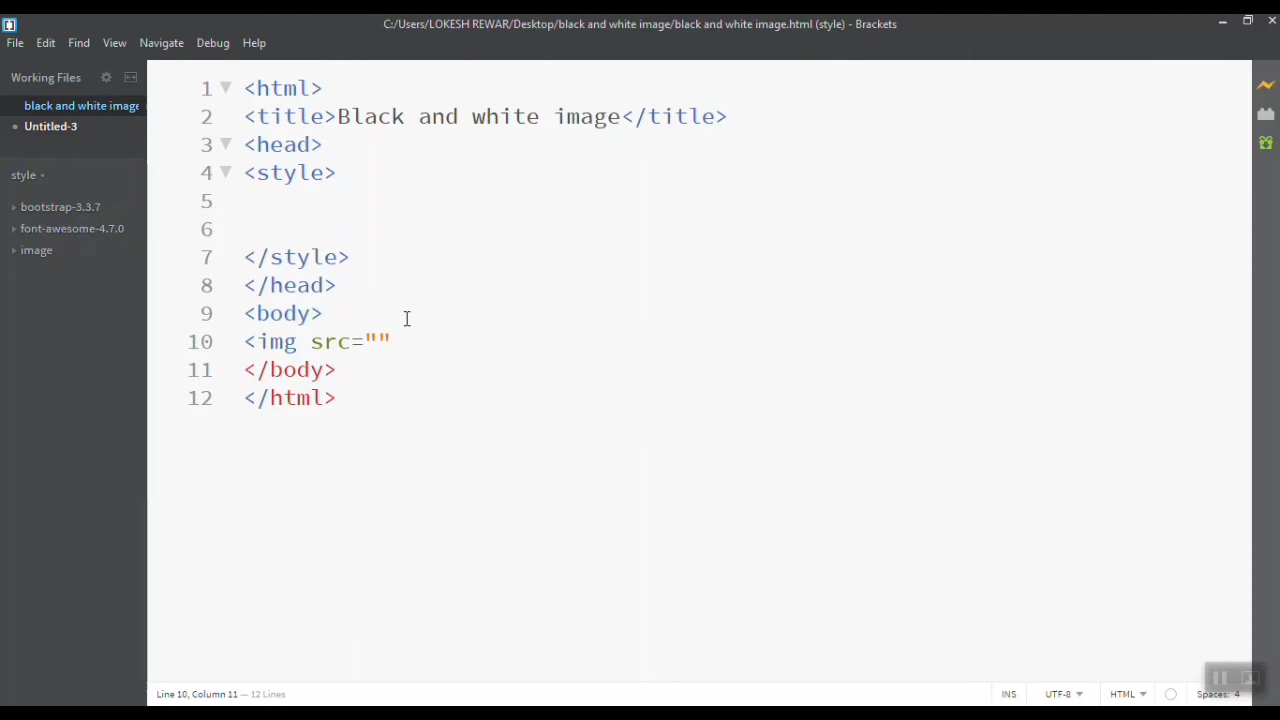 C:/Users/LOKESH REWAR/Desktop/black and white image/black and white image.html (style) - Brackets
File Edit Find View Navigate Debug Help
Working Files
black and white image
Untitled-3
style
bootstrap-3.3.7
font-awesome-4.7.0
image
1 <html>
2 <title>Black and white image</title>
3 <head>
4 <style>
5
6
7 </style>
8 </head>
9 <body>
10 <img src=""
11 </body>
12 </html>
Line 10, Column 11 — 12 Lines
INS UTF-8 HTML Spaces: 4